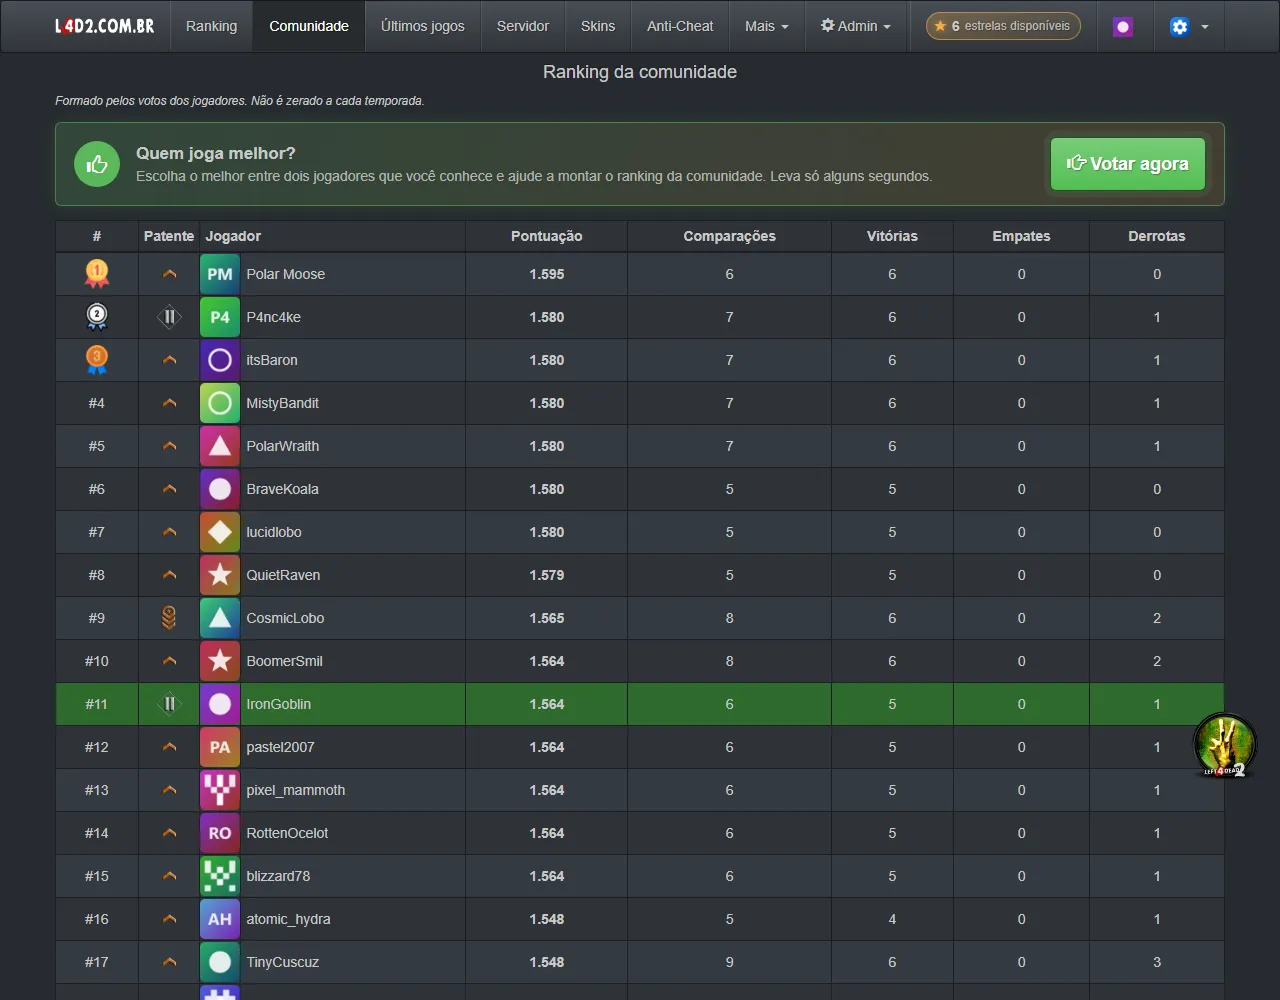 L4D2.COM.BR Ranking Comunidade Últimos jogos Servidor Skins Anti-Cheat Mais Admin 6 estrelas disponíveis
Ranking da comunidade
Formado pelos votos dos jogadores. Não é zerado a cada temporada.
Quem joga melhor?
Escolha o melhor entre dois jogadores que você conhece e ajude a montar o ranking da comunidade. Leva só alguns segundos.
Votar agora
# Patente Jogador Pontuação Comparações Vitórias Empates Derrotas
1 PM Polar Moose 1.595 6 6 0 0
2 P4 P4nc4ke 1.580 7 6 0 1
3 itsBaron 1.580 7 6 0 1
#4 MistyBandit 1.580 7 6 0 1
#5 PolarWraith 1.580 7 6 0 1
#6 BraveKoala 1.580 5 5 0 0
#7 lucidlobo 1.580 5 5 0 0
#8 QuietRaven 1.579 5 5 0 0
#9 CosmicLobo 1.565 8 6 0 2
#10 BoomerSmil 1.564 8 6 0 2
#11 IronGoblin 1.564 6 5 0 1
#12 PA pastel2007 1.564 6 5 0 1
#13 pixel_mammoth 1.564 6 5 0 1
#14 RO RottenOcelot 1.564 6 5 0 1
#15 blizzard78 1.564 6 5 0 1
#16 AH atomic_hydra 1.548 5 4 0 1
#17 TinyCuscuz 1.548 9 6 0 3
LEFT 4 DEAD 2